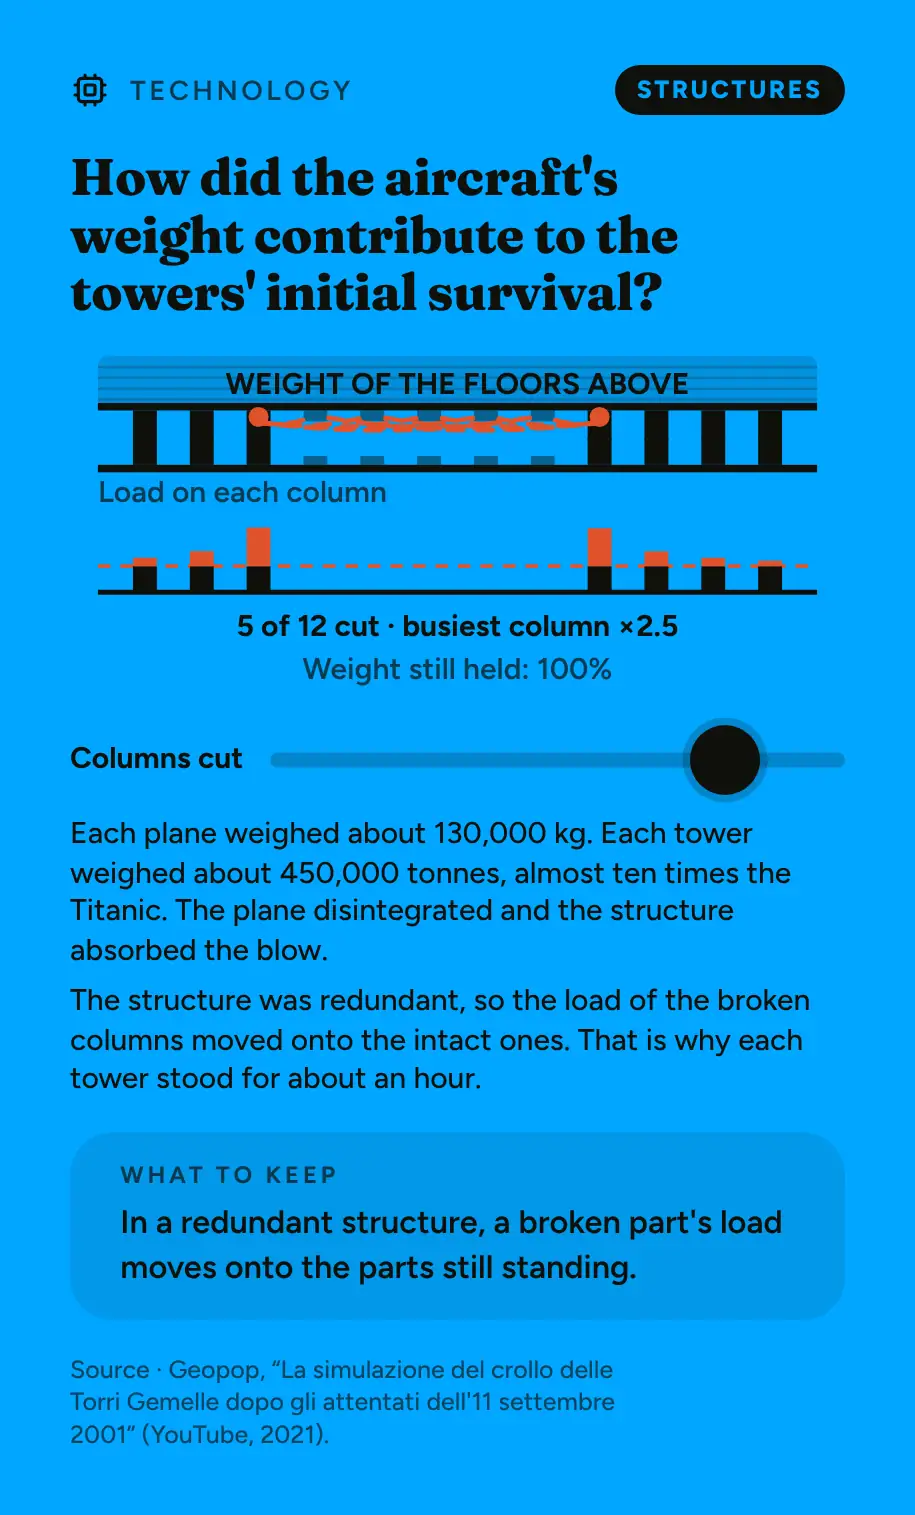 TECHNOLOGY
STRUCTURES
How did the aircraft's
weight contribute to the
towers' initial survival?
WEIGHT OF THE FLOORS ABOVE
Load on each column
5 of 12 cut · busiest column ×2.5
Weight still held: 100%
Columns cut
Each plane weighed about 130,000 kg. Each tower
weighed about 450,000 tonnes, almost ten times the
Titanic. The plane disintegrated and the structure
absorbed the blow.
The structure was redundant, so the load of the broken
columns moved onto the intact ones. That is why each
tower stood for about an hour.
WHAT TO KEEP
In a redundant structure, a broken part's load
moves onto the parts still standing.
Source · Geopop, “La simulazione del crollo delle
Torri Gemelle dopo gli attentati dell'11 settembre
2001” (YouTube, 2021).